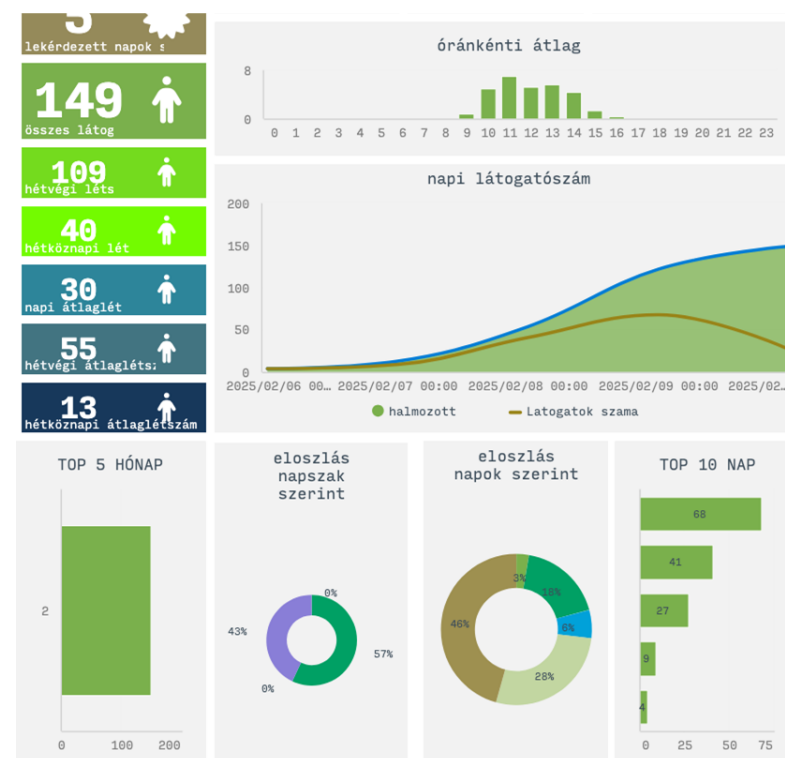 5
lekérdezett napok s
149
összes látog
109
hétvégi léts
40
hétköznapi lét
30
napi átlaglét
55
hétvégi átlaglétsz
13
hétköznapi átlaglétszám
óránkénti átlag
8
0
0 1 2 3 4 5 6 7 8 9 10 11 12 13 14 15 16 17 18 19 20 21 22 23
napi látogatószám
200
150
100
50
0
2025/02/06 00… 2025/02/07 00:00 2025/02/08 00:00 2025/02/09 00:00 2025/02…
halmozott Latogatok szama
TOP 5 HÓNAP
2
0 100 200
eloszlás
napszak
szerint
0%
43%
57%
0%
eloszlás
napok szerint
3%
18%
46%
6%
28%
TOP 10 NAP
68
41
27
9
4
0 25 50 75